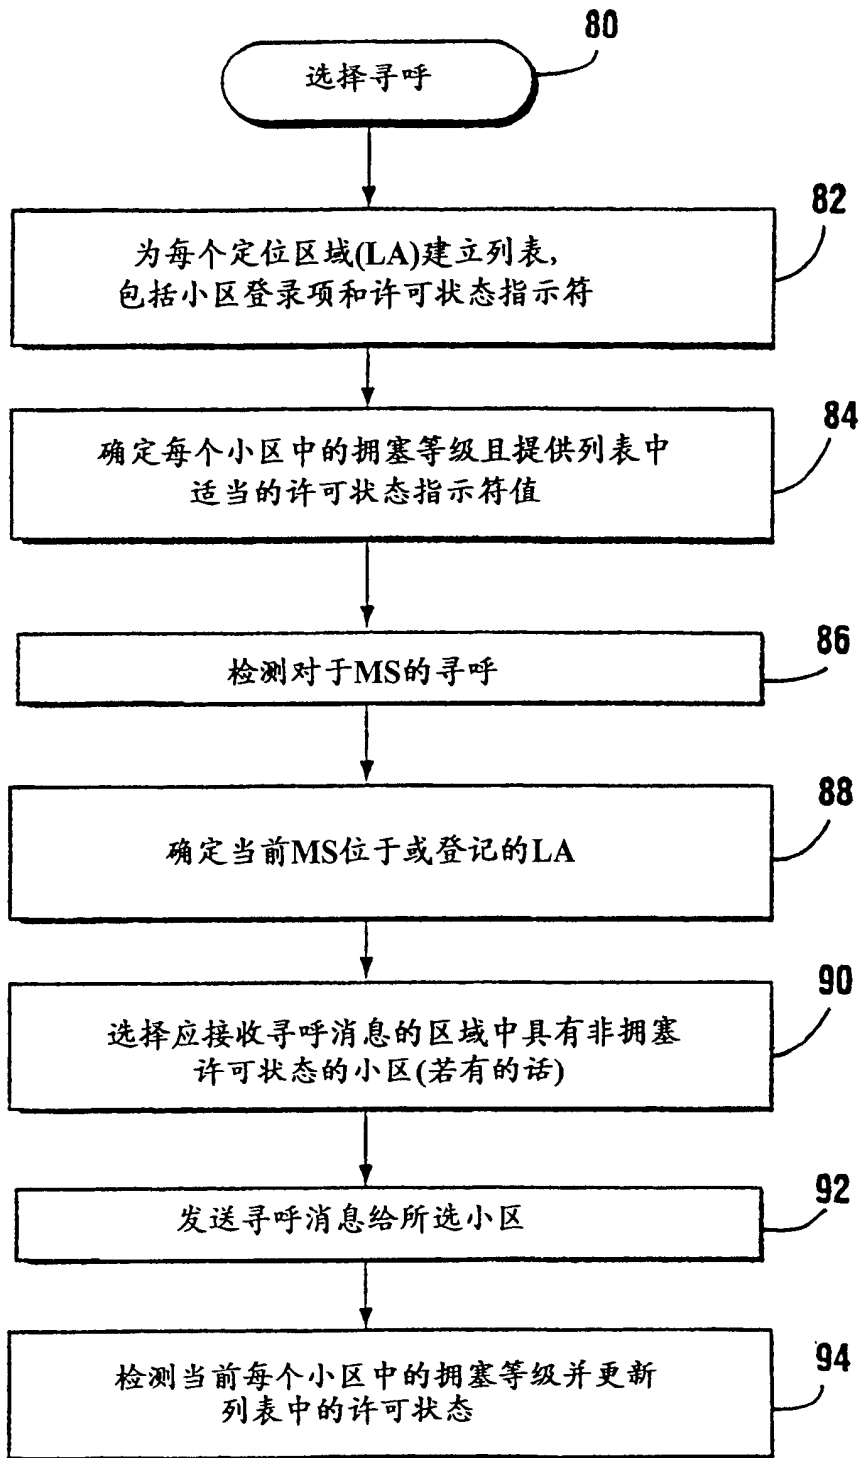 80
选择寻呼
82
为每个定位区域(LA)建立列表,
包括小区登录项和许可状态指示符
84
确定每个小区中的拥塞等级且提供列表中
适当的许可状态指示符值
86
检测对于MS的寻呼
88
确定当前MS位于或登记的LA
90
选择应接收寻呼消息的区域中具有非拥塞
许可状态的小区(若有的话)
92
发送寻呼消息给所选小区
94
检测当前每个小区中的拥塞等级并更新
列表中的许可状态